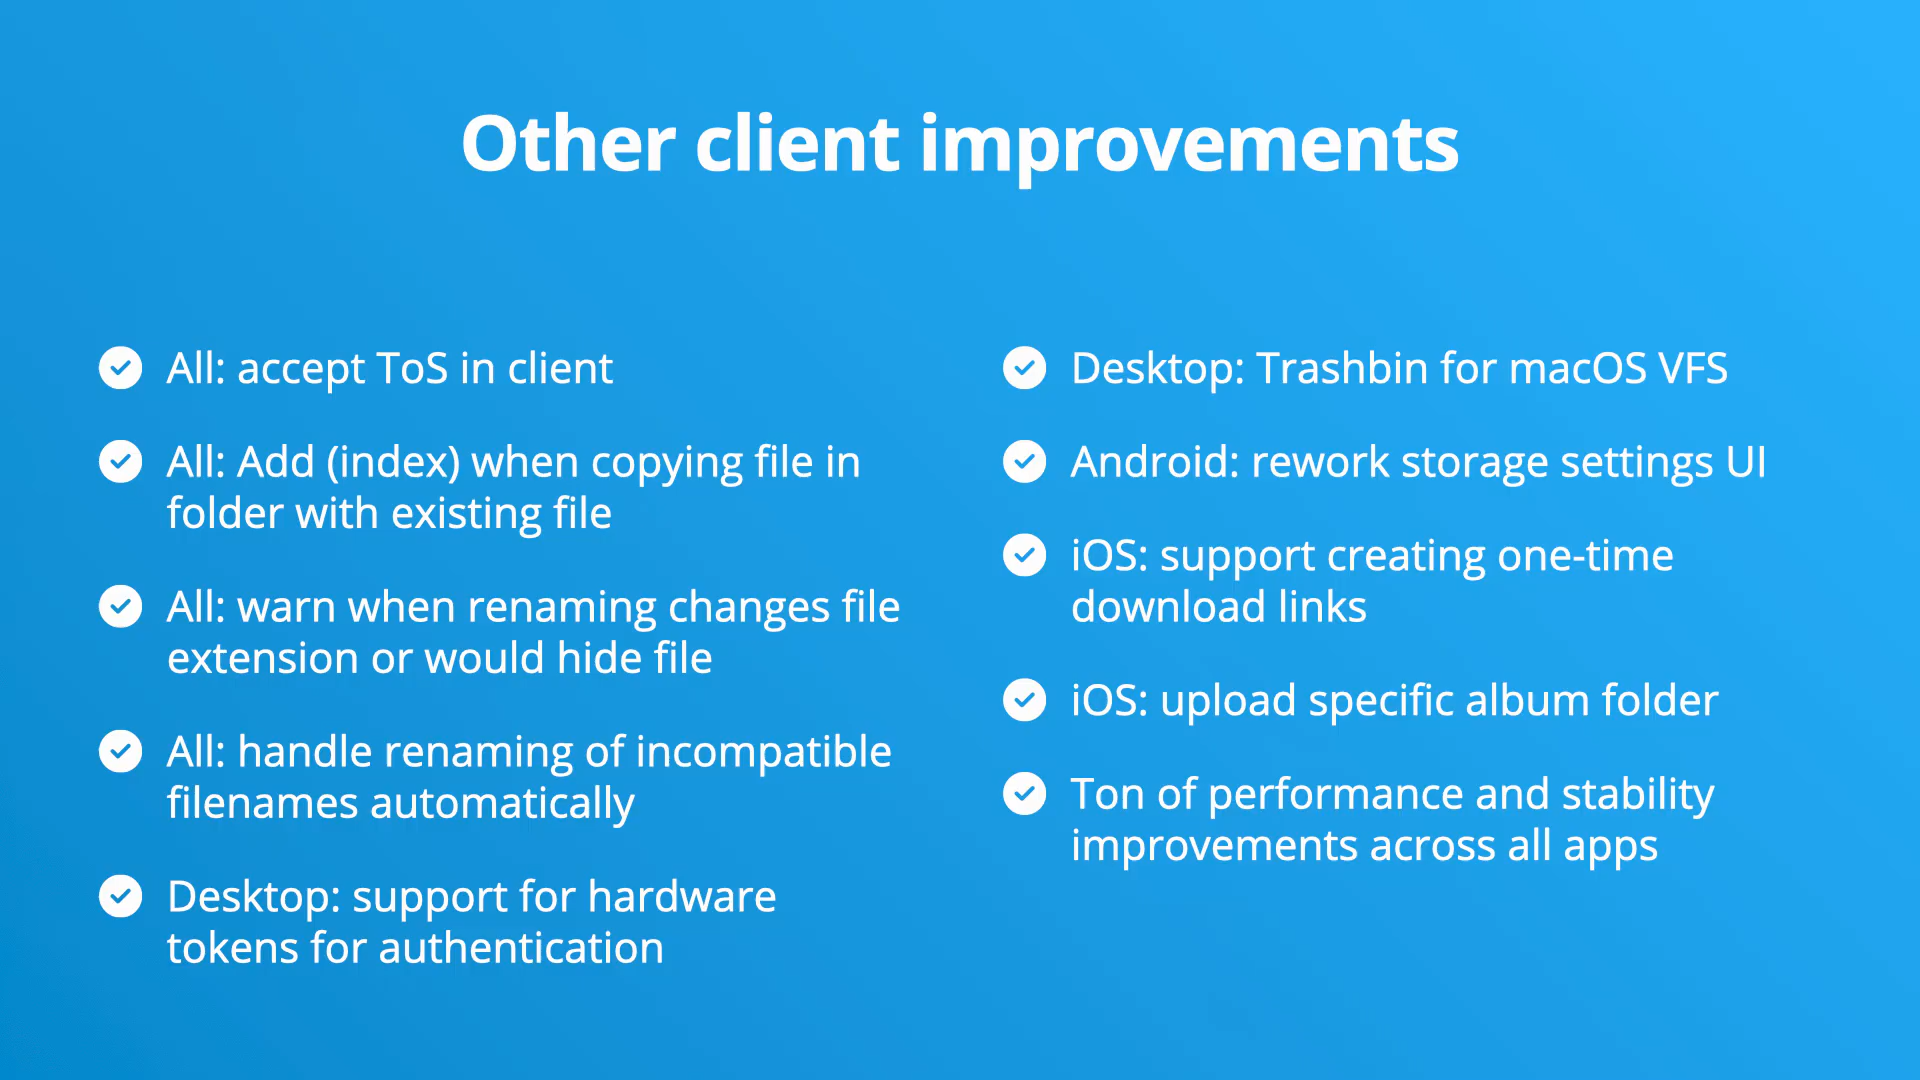 Other client improvements
All: accept ToS in client
All: Add (index) when copying file in
folder with existing file
All: warn when renaming changes file
extension or would hide file
All: handle renaming of incompatible
filenames automatically
Desktop: support for hardware
tokens for authentication
Desktop: Trashbin for macOS VFS
Android: rework storage settings UI
iOS: support creating one-time
download links
iOS: upload specific album folder
Ton of performance and stability
improvements across all apps